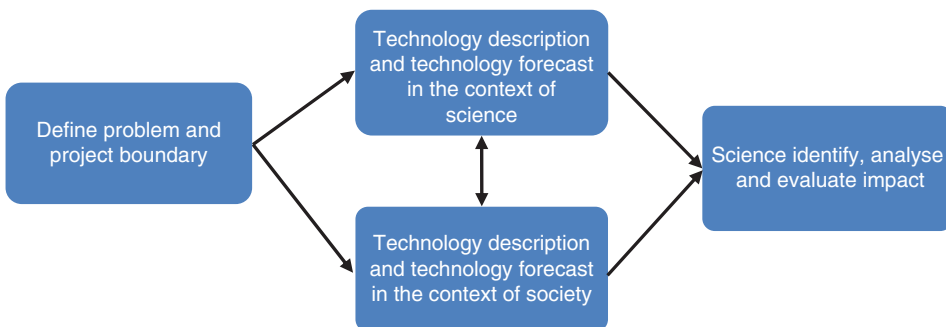 Define problem and
project boundary
Technology description
and technology forecast
in the context of
science
Technology description
and technology forecast
in the context of society
Science identify, analyse
and evaluate impact